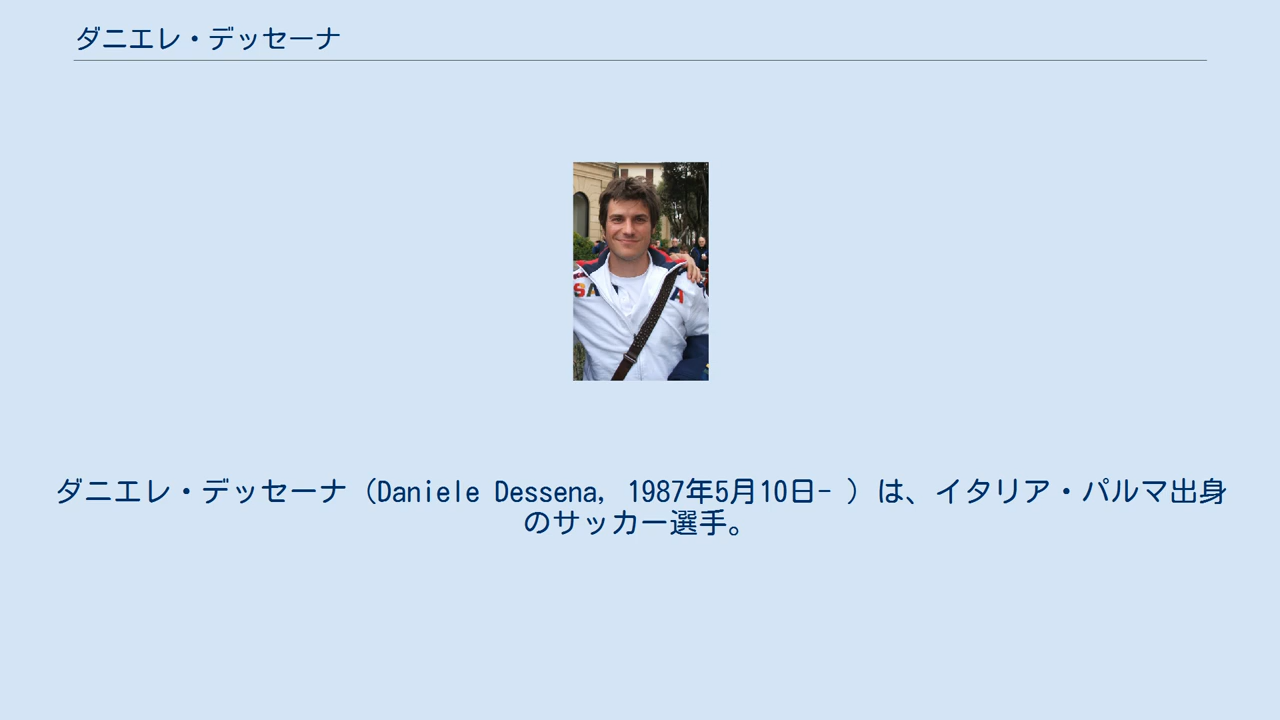 ダニエレ・デッセーナ
ダニエレ・デッセーナ（Daniele Dessena, 1987年5月10日- ）は、イタリア・パルマ出身
のサッカー選手。